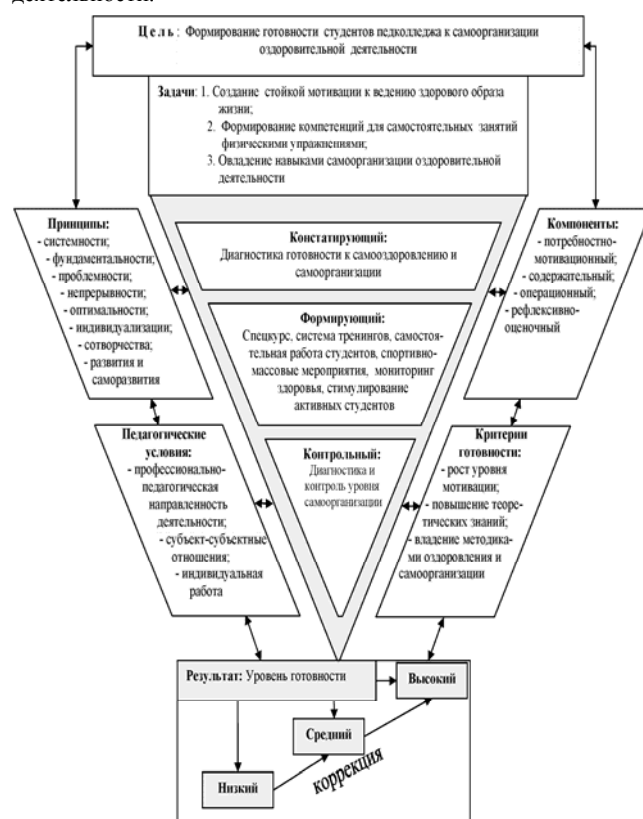 деятельности.
Цель: Формирование готовности студентов педколледжа к самоорганизации
оздоровительной деятельности
Задачи: 1. Создание стойкой мотивации к ведению здорового образа
жизни;
2. Формирование компетенций для самостоятельных занятий
физическими упражнениями;
3. Овладение навыками самоорганизации оздоровительной
деятельности
Принципы:
- системности;
- фундаментальности;
- проблемности;
- непрерывности;
- оптимальности;
- индивидуализации;
- сотворчества;
- развития и
саморазвития
Констатирующий:
Диагностика готовности к самооздоровлению и
самоорганизации
Компоненты:
- потребностно-
мотивационный;
- содержательный;
- операционный;
- рефлексивно-
оценочный
Формирующий:
Спецкурс, система тренингов, самостоя-
тельная работа студентов, спортивно-
массовые мероприятия, мониторинг
здоровья, стимулирование
активных студентов
Педагогические
условия:
- профессионально-
педагогическая
направленность
деятельности;
- субъект-субъектные
отношения;
- индивидуальная
работа
Контрольный:
Диагностика и
контроль уровня
самоорганизации
Критерии
готовности:
- рост уровня
мотивации;
- повышение теоре-
тических знаний;
- владение методика-
ми оздоровления и
самоорганизации
Результат: Уровень готовности
Высокий
Средний
Низкий
коррекция